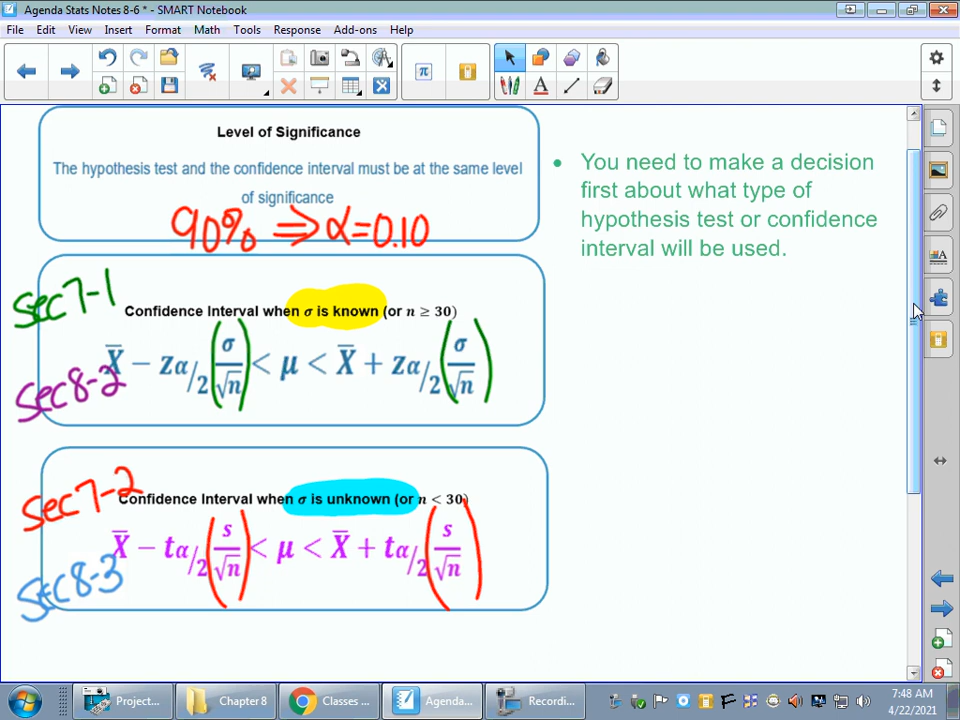 Agenda Stats Notes 8-6 * - SMART Notebook
File Edit View Insert Format Math Tools Response Add-ons Help
Level of Significance
The hypothesis test and the confidence interval must be at the same level
of significance
90% ⇒ α=0.10
• You need to make a decision
first about what type of
hypothesis test or confidence
interval will be used.
sec 7-1
Confidence Interval when σ is known (or n ≥ 30)
X̅ − zα/2 (σ/√n) < μ < X̅ + zα/2 (σ/√n)
sec 8-2
sec 7-2
Confidence Interval when σ is unknown (or n < 30)
X̅ − tα/2 (s/√n) < μ < X̅ + tα/2 (s/√n)
sec 8-3
Project... Chapter 8 Classes ... Agenda... Recordi...
7:48 AM
4/22/2021